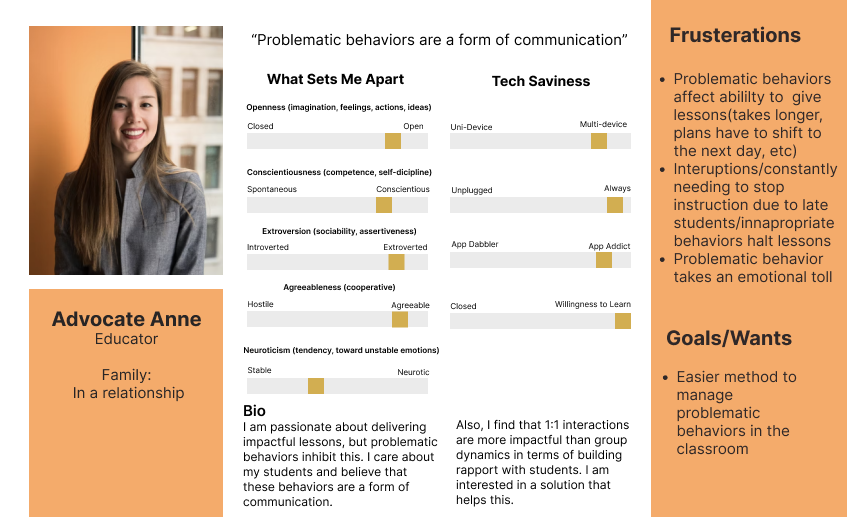 “Problematic behaviors are a form of communication”
What Sets Me Apart
Openness (imagination, feelings, actions, ideas)
Closed Open
Conscientiousness (competence, self-dicipline)
Spontaneous Conscientious
Extroversion (sociability, assertiveness)
Introverted Extroverted
Agreeableness (cooperative)
Hostile Agreeable
Neuroticism (tendency, toward unstable emotions)
Stable Neurotic
Tech Saviness
Uni-Device Multi-device
Unplugged Always
App Dabbler App Addict
Closed Willingness to Learn
Advocate Anne
Educator
Family:
In a relationship
Bio
I am passionate about delivering
impactful lessons, but problematic
behaviors inhibit this. I care about
my students and believe that
these behaviors are a form of
communication.
Also, I find that 1:1 interactions
are more impactful than group
dynamics in terms of building
rapport with students. I am
interested in a solution that
helps this.
Frusterations
• Problematic behaviors
affect abililty to give
lessons(takes longer,
plans have to shift to
the next day, etc)
• Interuptions/constantly
needing to stop
instruction due to late
students/innapropriate
behaviors halt lessons
• Problematic behavior
takes an emotional toll
Goals/Wants
• Easier method to
manage
problematic
behaviors in the
classroom